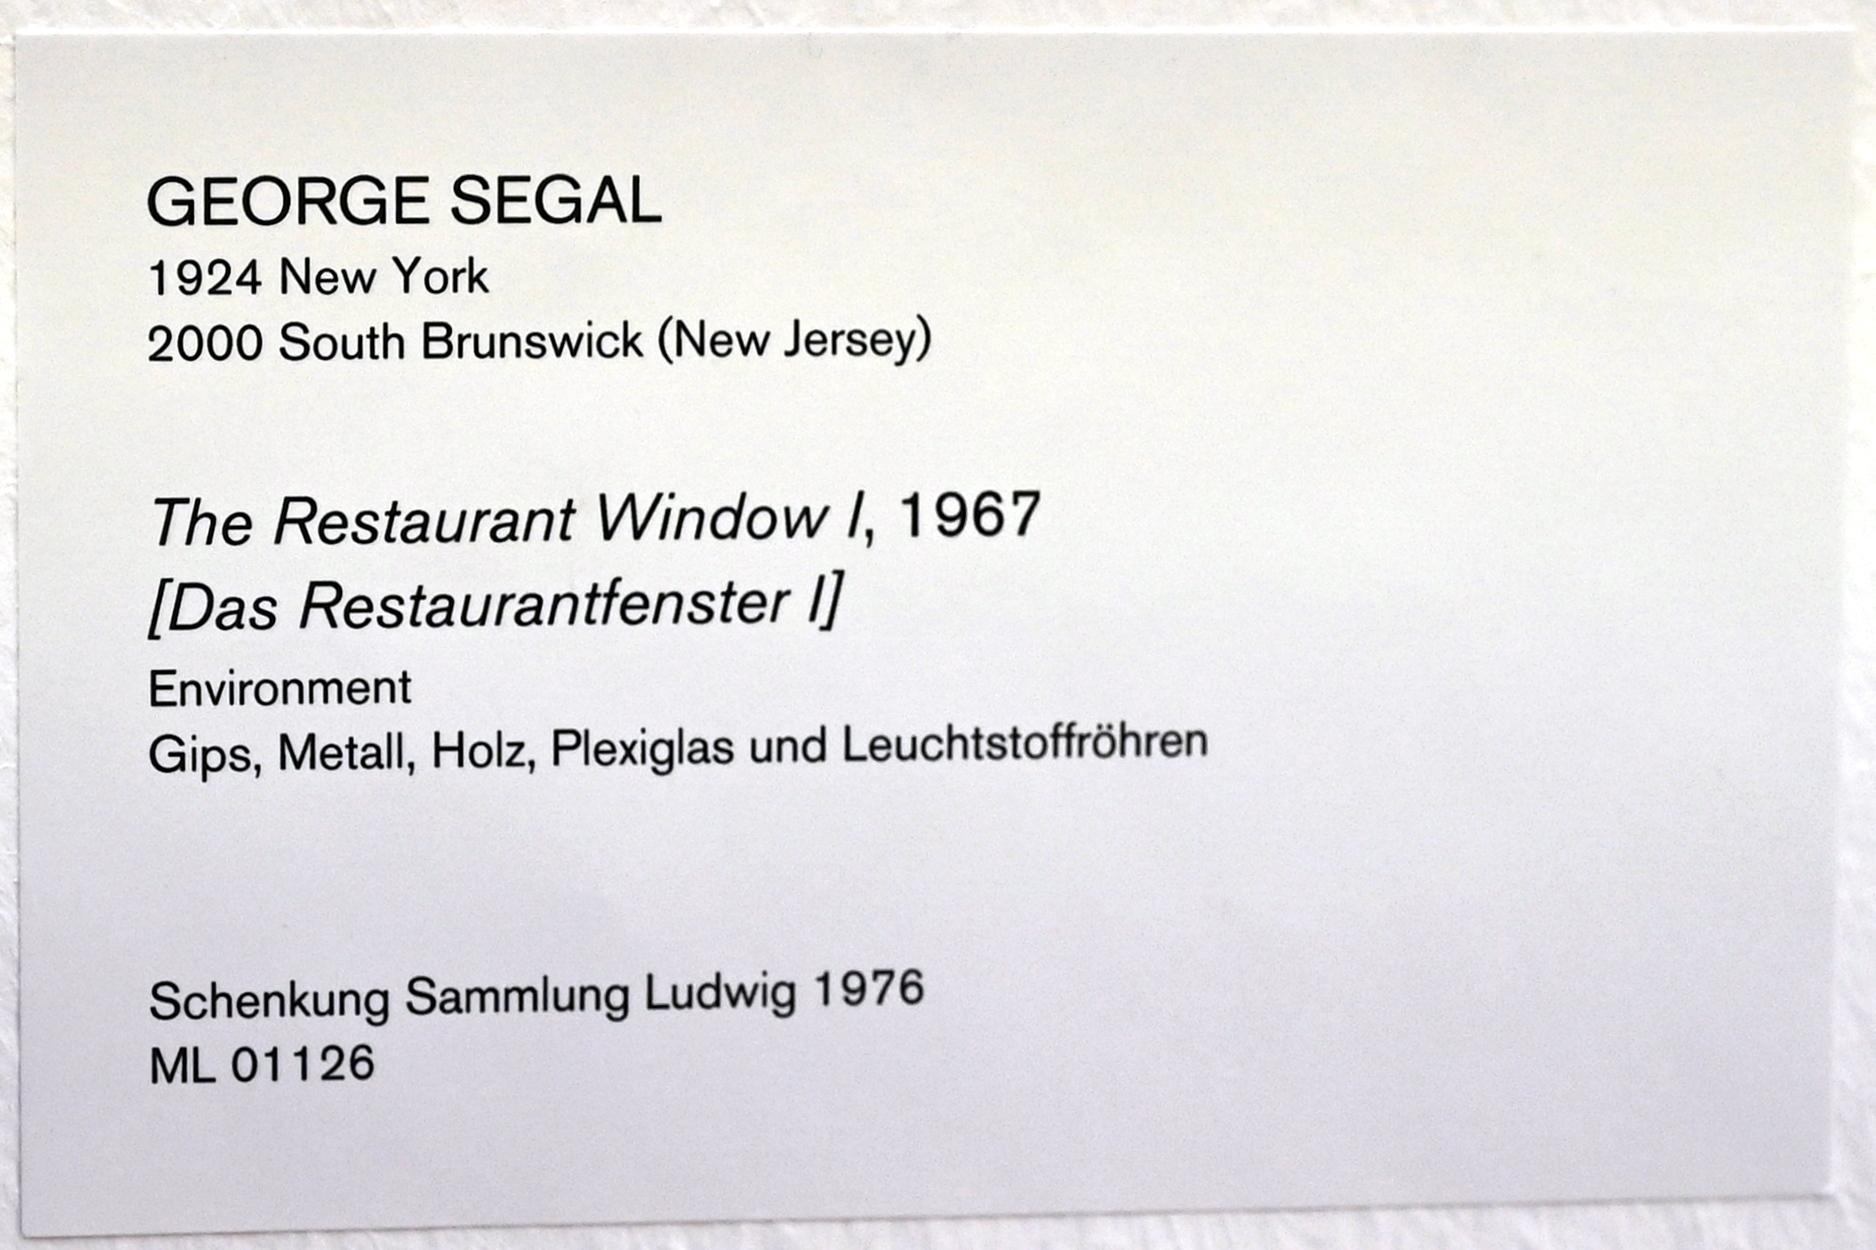 GEORGE SEGAL
1924 New York
2000 South Brunswick (New Jersey)
The Restaurant Window I, 1967
[Das Restaurantfenster I]
Environment
Gips, Metall, Holz, Plexiglas und Leuchtstoffröhren
Schenkung Sammlung Ludwig 1976
ML 01126